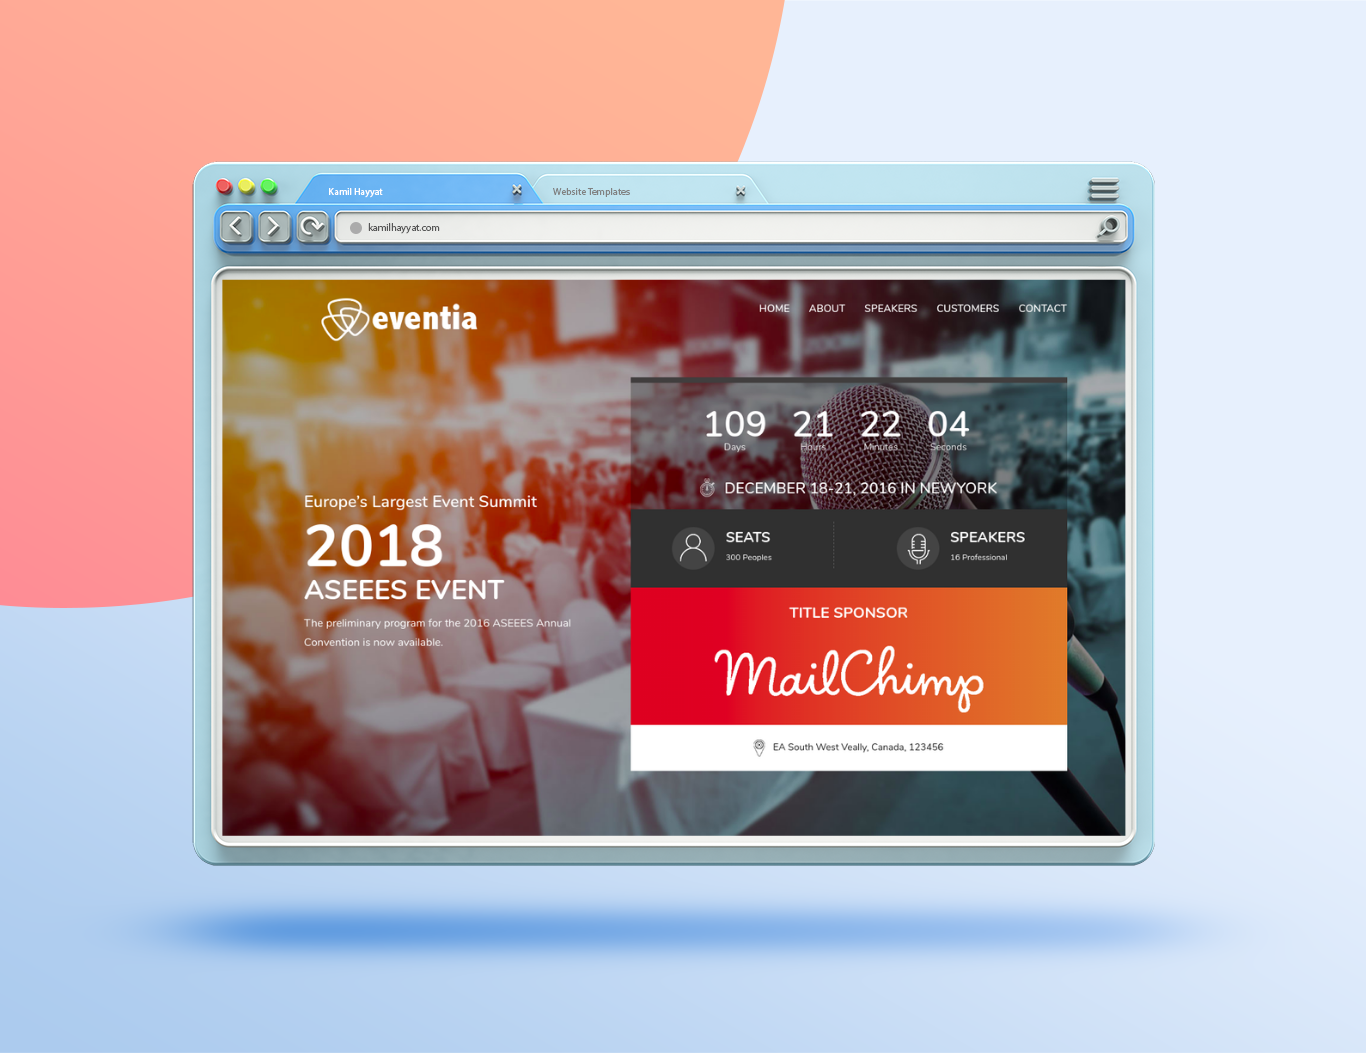 Kamil Hayyat
Website Templates
kamilhayyat.com
eventia
HOME ABOUT SPEAKERS CUSTOMERS CONTACT
109 21 22 04
Days Hours Minutes Seconds
DECEMBER 18-21, 2016 IN NEWYORK
Europe's Largest Event Summit
2018
ASEEES EVENT
The preliminary program for the 2016 ASEEES Annual
Convention is now available.
SEATS
300 Peoples
SPEAKERS
16 Professional
TITLE SPONSOR
MailChimp
EA South West Veally, Canada, 123456